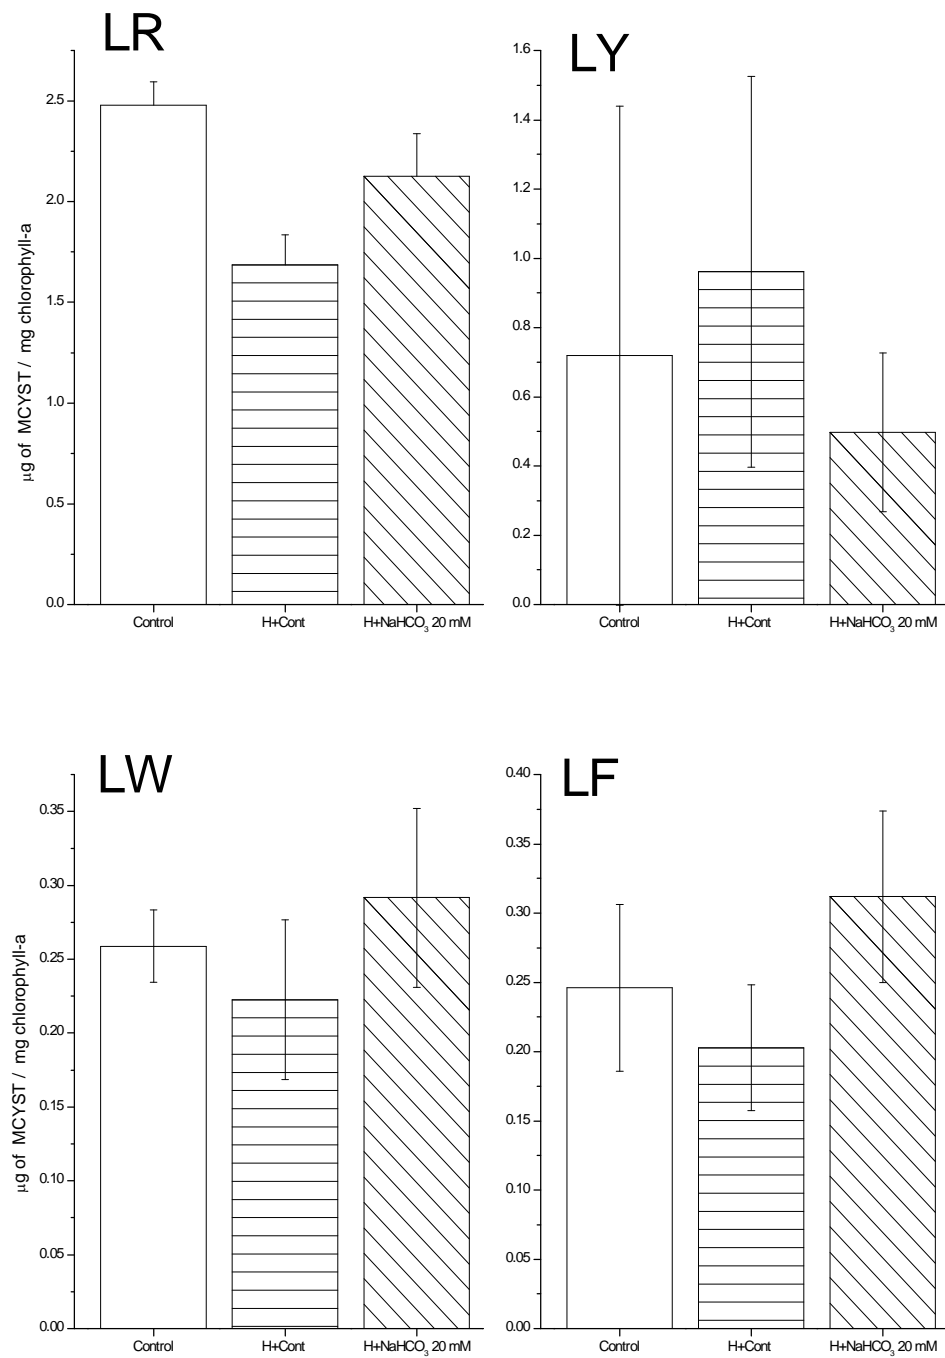 LR
μg of MCYST / mg chlorophyll-a
2.5
2.0
1.5
1.0
0.5
0.0
Control
H+Cont
H+NaHCO₃ 20 mM
LY
1.6
1.4
1.2
1.0
0.8
0.6
0.4
0.2
0.0
Control
H+Cont
H+NaHCO₃ 20 mM
LW
μg of MCYST / mg chlorophyll-a
0.35
0.30
0.25
0.20
0.15
0.10
0.05
0.00
Control
H+Cont
H+NaHCO₃ 20 mM
LF
0.40
0.35
0.30
0.25
0.20
0.15
0.10
0.05
0.00
Control
H+Cont
H+NaHCO₃ 20 mM